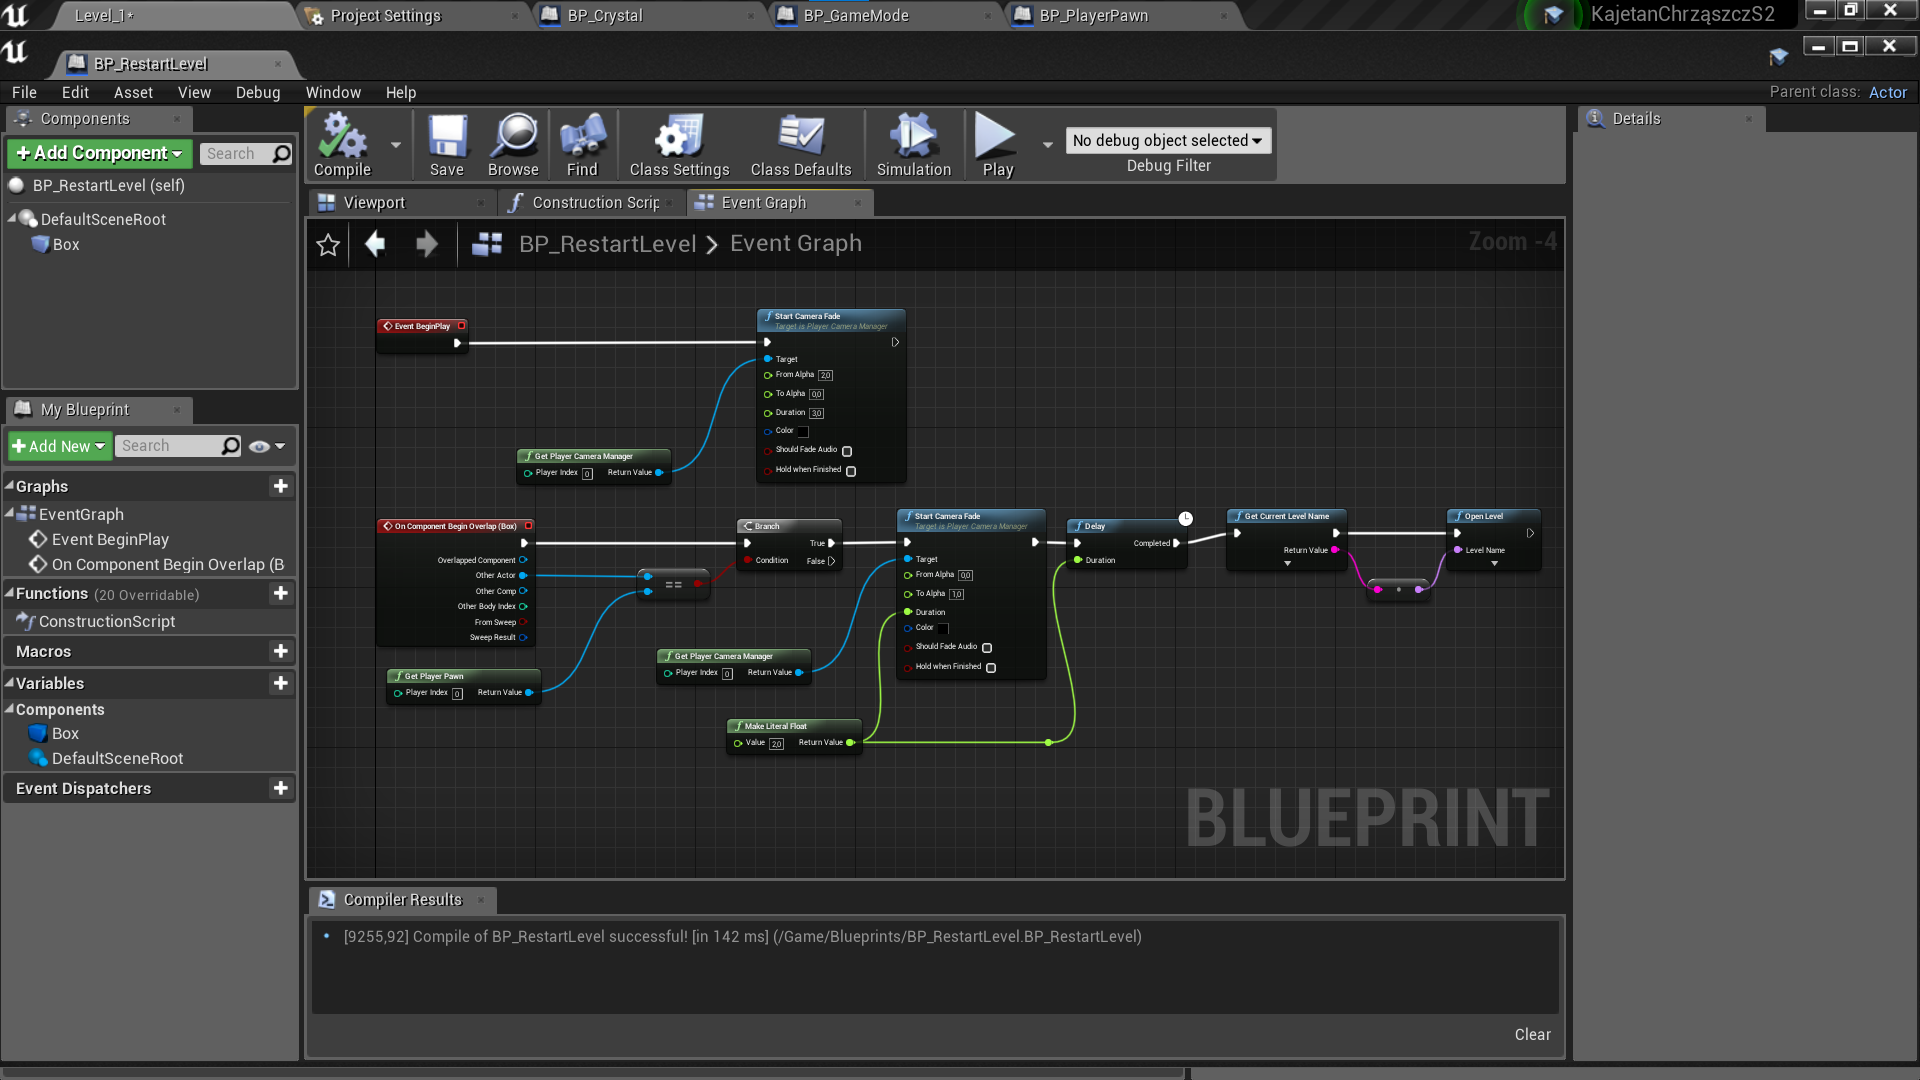 Level_1*
Project Settings
BP_Crystal
BP_GameMode
BP_PlayerPawn
KajetanChrząszczS2
BP_RestartLevel
File Edit Asset View Debug Window Help
Parent class: Actor
Components
+Add Component
Search
BP_RestartLevel (self)
DefaultSceneRoot
Box
Compile
Save
Browse
Find
Class Settings
Class Defaults
Simulation
Play
No debug object selected
Debug Filter
Details
Viewport
Construction Scrip
Event Graph
BP_RestartLevel > Event Graph
Zoom -4
Event BeginPlay
Start Camera Fade
Target is Player Camera Manager
Target
From Alpha 2,0
To Alpha 0,0
Duration 3,0
Color
Should Fade Audio
Hold when Finished
Get Player Camera Manager
Player Index 0 Return Value
On Component Begin Overlap (Box)
Overlapped Component
Other Actor
Other Comp
Other Body Index
From Sweep
Sweep Result
Get Player Pawn
Player Index 0 Return Value
==
Branch
True
Condition False
Get Player Camera Manager
Player Index 0 Return Value
Make Literal Float
Value 2,0 Return Value
Start Camera Fade
Target is Player Camera Manager
Target
From Alpha 0,0
To Alpha 1,0
Duration
Color
Should Fade Audio
Hold when Finished
Delay
Completed
Duration
Get Current Level Name
Return Value
Open Level
Level Name
BLUEPRINT
My Blueprint
+Add New
Search
Graphs
EventGraph
Event BeginPlay
On Component Begin Overlap (B
Functions (20 Overridable)
ConstructionScript
Macros
Variables
Components
Box
DefaultSceneRoot
Event Dispatchers
Compiler Results
[9255,92] Compile of BP_RestartLevel successful! [in 142 ms] (/Game/Blueprints/BP_RestartLevel.BP_RestartLevel)
Clear